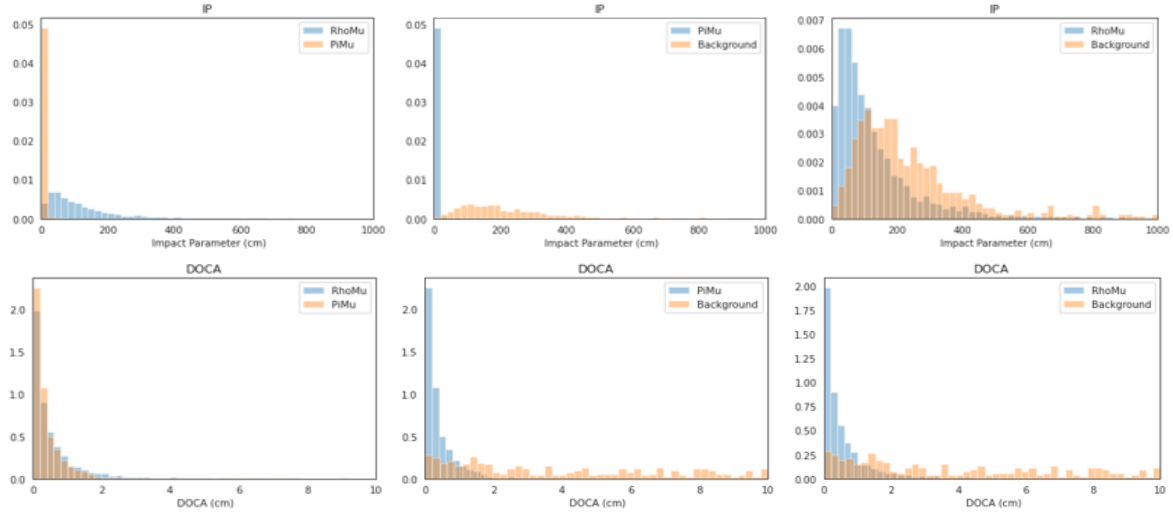 IP
0.05
0.04
0.03
0.02
0.01
0.00
RhoMu
PiMu
0 200 400 600 800 1000
Impact Parameter (cm)
IP
0.05
0.04
0.03
0.02
0.01
0.00
PiMu
Background
0 200 400 600 800 1000
Impact Parameter (cm)
IP
0.007
0.006
0.005
0.004
0.003
0.002
0.001
0.000
RhoMu
Background
0 200 400 600 800 1000
Impact Parameter (cm)
DOCA
2.0
1.5
1.0
0.5
0.0
RhoMu
PiMu
0 2 4 6 8 10
DOCA (cm)
DOCA
2.0
1.5
1.0
0.5
0.0
PiMu
Background
0 2 4 6 8 10
DOCA (cm)
DOCA
2.00
1.75
1.50
1.25
1.00
0.75
0.50
0.25
0.00
RhoMu
Background
0 2 4 6 8 10
DOCA (cm)